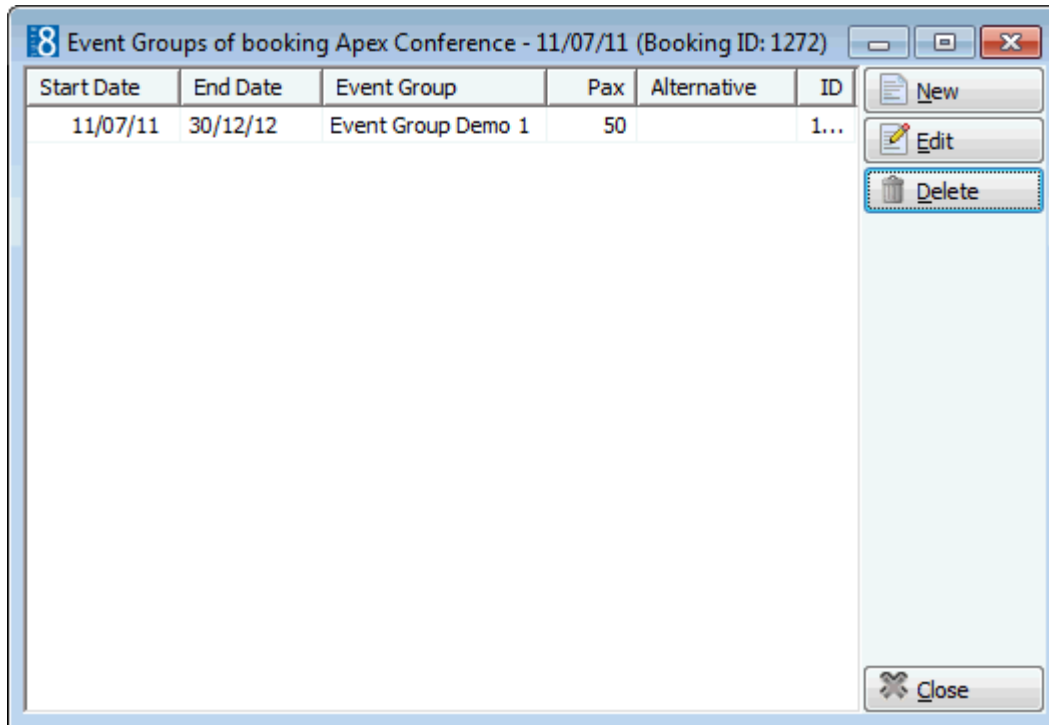 8 Event Groups of booking Apex Conference - 11/07/11 (Booking ID: 1272)
Start Date End Date Event Group Pax Alternative ID
11/07/11 30/12/12 Event Group Demo 1 50 1...
New
Edit
Delete
Close